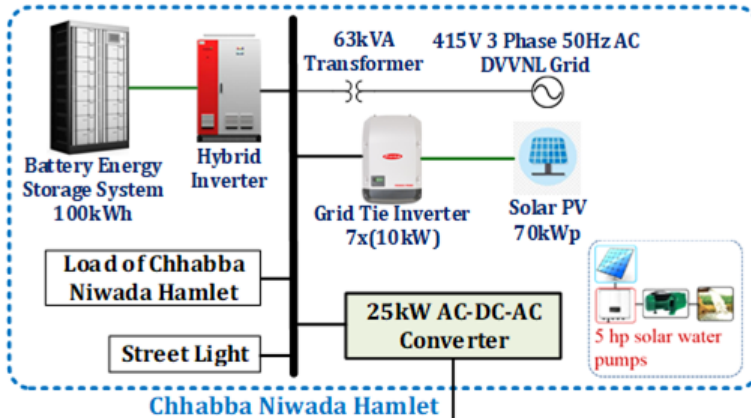 63kVA
Transformer
415V 3 Phase 50Hz AC
DVVNL Grid
Battery Energy
Storage System
100kWh
Hybrid
Inverter
Grid Tie Inverter
7x(10kW)
Solar PV
70kWp
Load of Chhabba
Niwada Hamlet
Street Light
25kW AC-DC-AC
Converter
5 hp solar water
pumps
Chhabba Niwada Hamlet